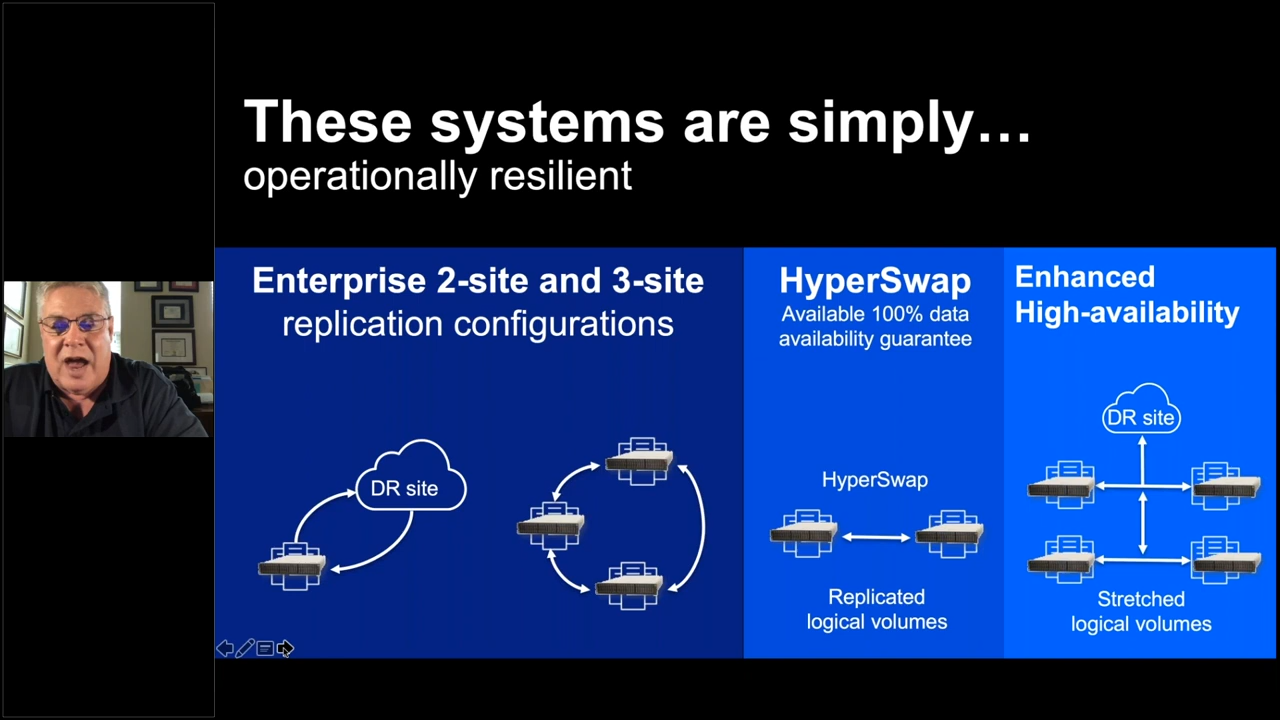 These systems are simply…
operationally resilient
Enterprise 2-site and 3-site
replication configurations
DR site
HyperSwap
Available 100% data
availability guarantee
HyperSwap
Replicated
logical volumes
Enhanced
High-availability
DR site
Stretched
logical volumes